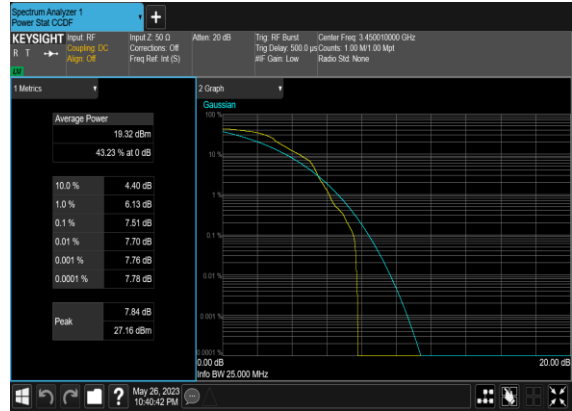 Spectrum Analyzer 1
Power Stat CCDF
+
KEYSIGHT
R T
LXI
Input: RF
Coupling: DC
Align: Off
Input Z: 50 Ω
Corrections: Off
Freq Ref: Int (S)
Atten: 20 dB
Trig: RF Burst
Trig Delay: 500.0 µs
#IF Gain: Low
Center Freq: 3.450010000 GHz
Counts: 1.00 M/1.00 Mpt
Radio Std: None
1 Metrics
Average Power
19.32 dBm
43.23 % at 0 dB
10.0 % 4.40 dB
1.0 % 6.13 dB
0.1 % 7.51 dB
0.01 % 7.70 dB
0.001 % 7.76 dB
0.0001 % 7.78 dB
Peak
7.84 dB
27.16 dBm
2 Graph
Gaussian
100 %
10 %
1 %
0.1 %
0.01 %
0.001 %
0.0001 %
0.00 dB 20.00 dB
Info BW 25.000 MHz
? May 26, 2023
10:40:42 PM